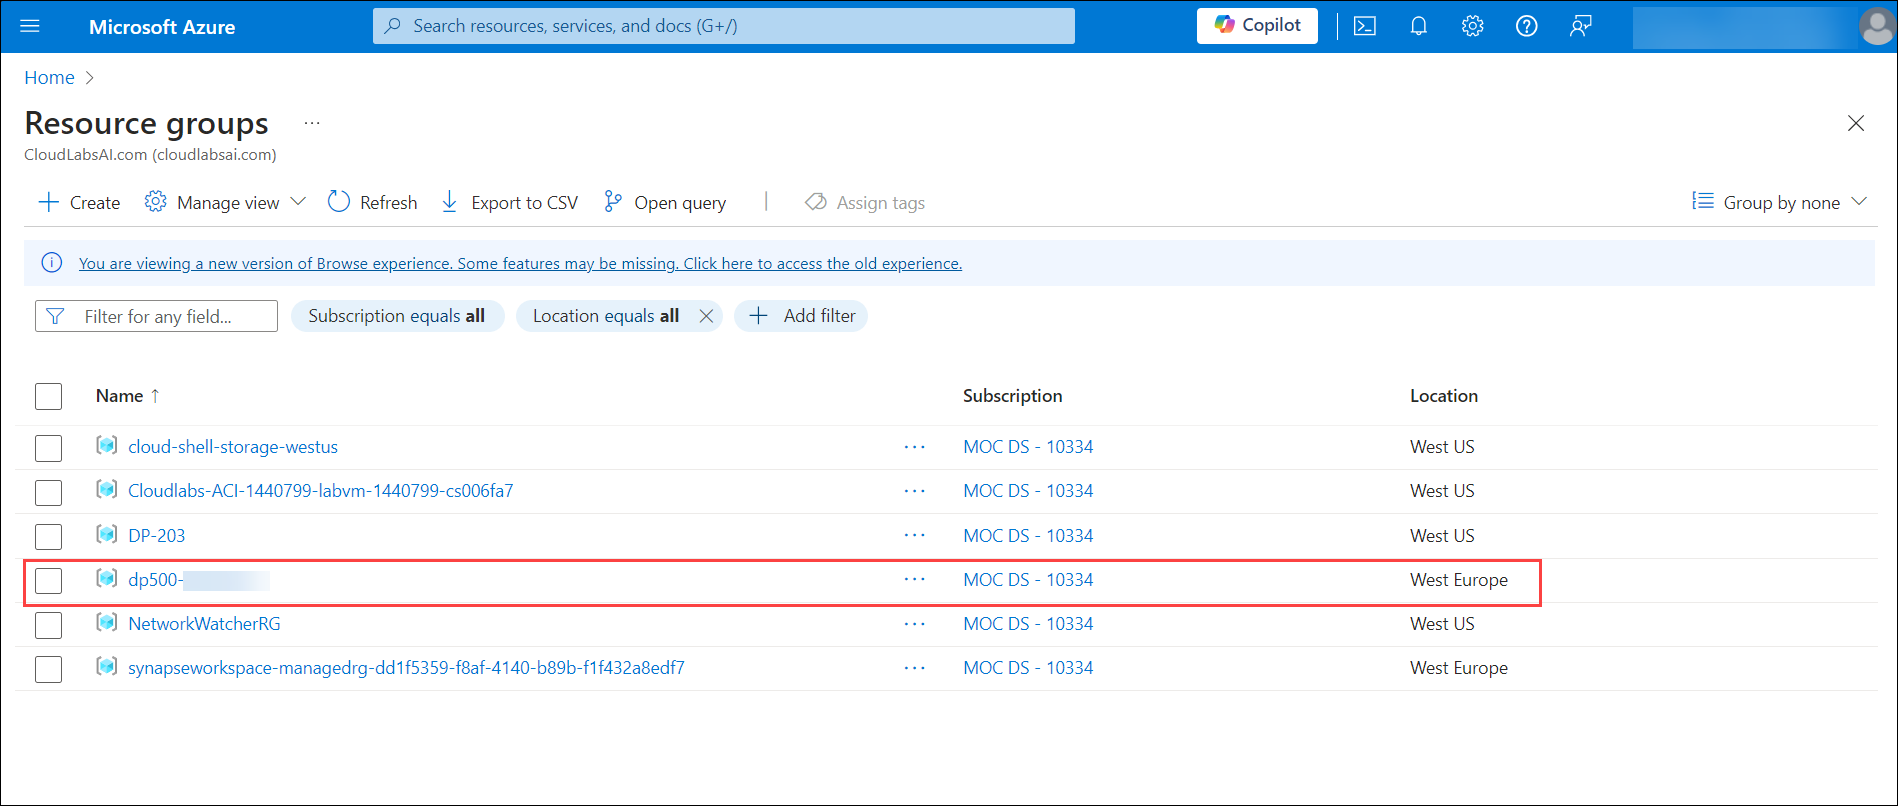 Microsoft Azure
Search resources, services, and docs (G+/)
Copilot
Home
Resource groups ...
CloudLabsAI.com (cloudlabsai.com)
Create Manage view Refresh Export to CSV Open query | Assign tags Group by none
You are viewing a new version of Browse experience. Some features may be missing. Click here to access the old experience.
Filter for any field... Subscription equals all Location equals all Add filter
Name ↑ Subscription Location
cloud-shell-storage-westus ... MOC DS - 10334 West US
Cloudlabs-ACI-1440799-labvm-1440799-cs006fa7 ... MOC DS - 10334 West US
DP-203 ... MOC DS - 10334 West US
dp500- ... MOC DS - 10334 West Europe
NetworkWatcherRG ... MOC DS - 10334 West US
synapseworkspace-managedrg-dd1f5359-f8af-4140-b89b-f1f432a8edf7 ... MOC DS - 10334 West Europe